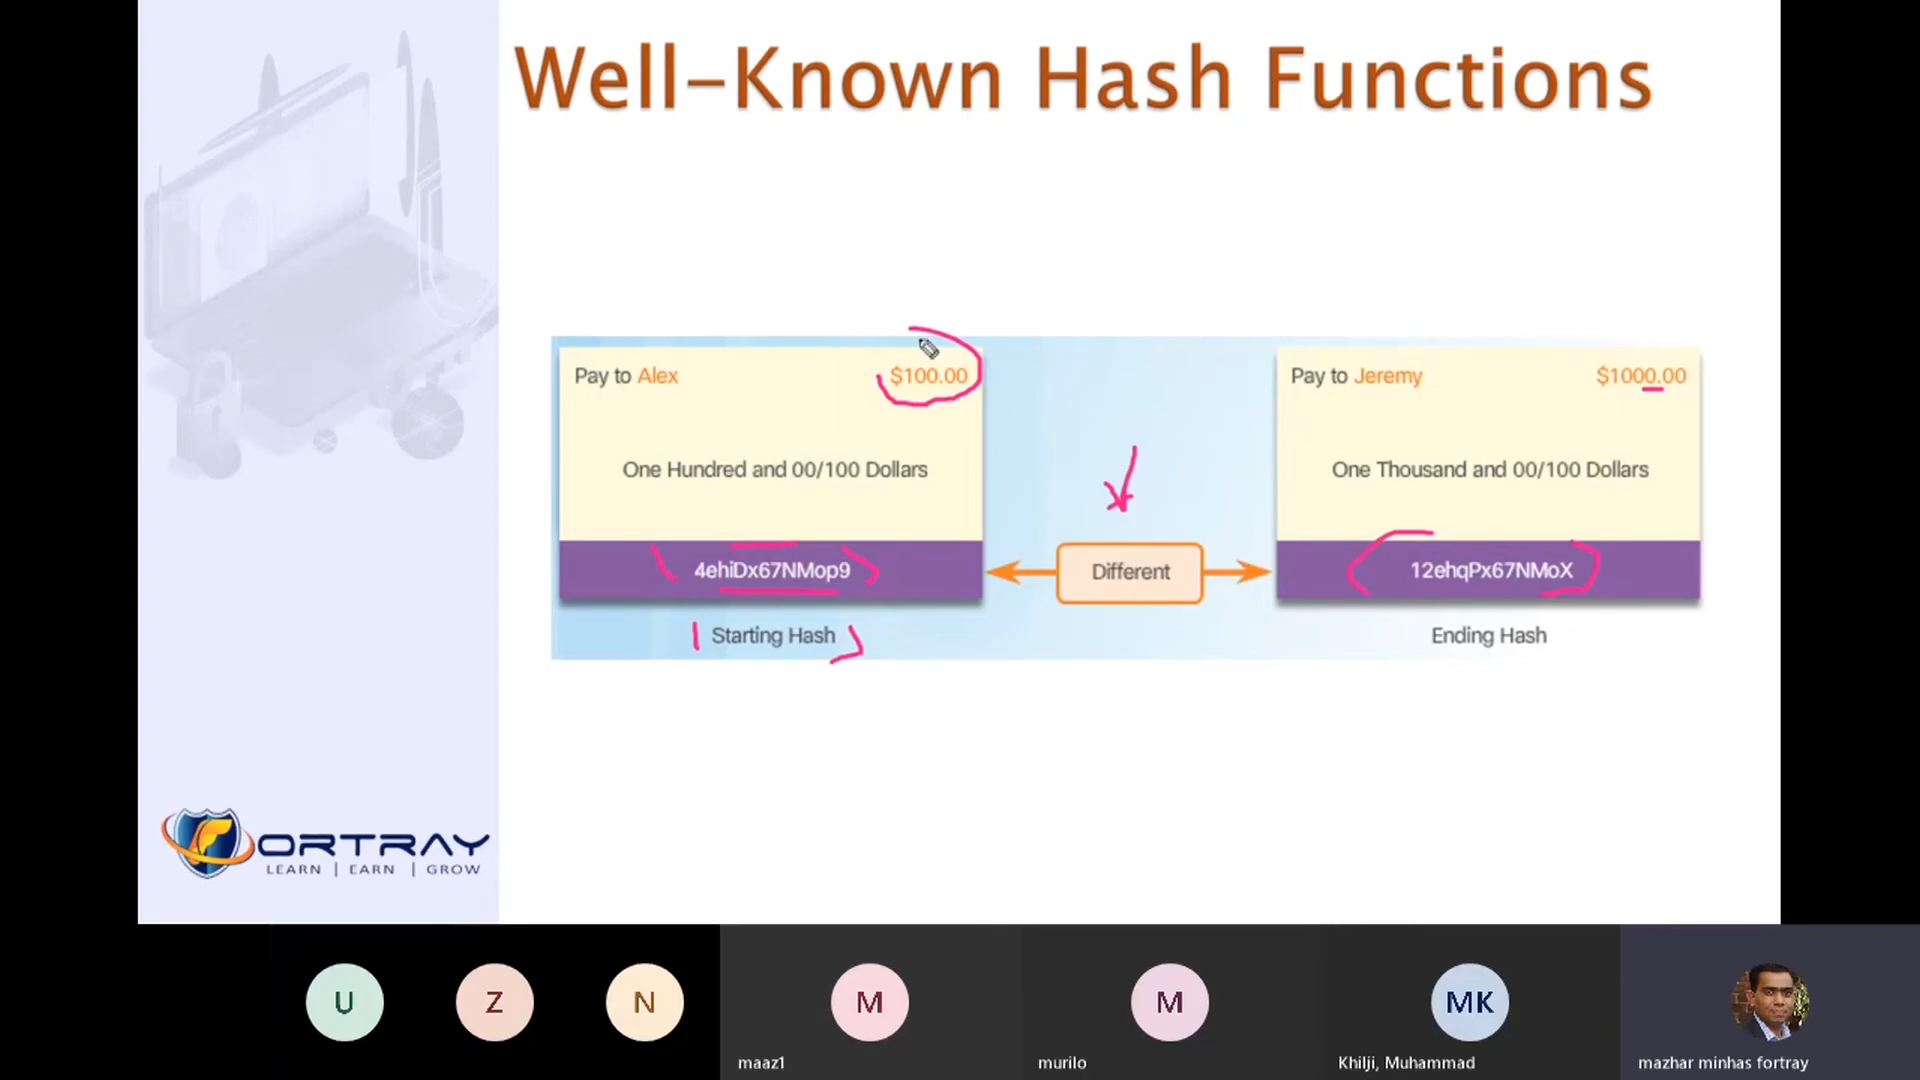 Well-Known Hash Functions
Pay to Alex $100.00
One Hundred and 00/100 Dollars
4ehiDx67NMop9
Starting Hash
Different
Pay to Jeremy $1000.00
One Thousand and 00/100 Dollars
12ehqPx67NMoX
Ending Hash
FORTRAY
LEARN | EARN | GROW
U
Z
N
M
maaz1
M
murilo
MK
Khilji, Muhammad
mazhar minhas fortray